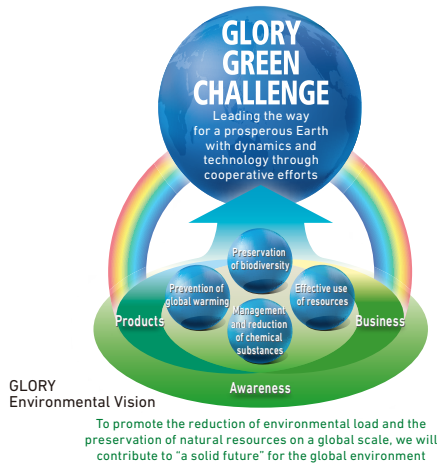 GLORY
GREEN
CHALLENGE
Leading the way
for a prosperous Earth
with dynamics and
technology through
cooperative efforts
Preservation
of biodiversity
Prevention of
global warming
Effective use
of resources
Management
and reduction
of chemical
substances
Products
Business
Awareness
GLORY
Environmental Vision
To promote the reduction of environmental load and the
preservation of natural resources on a global scale, we will
contribute to “a solid future” for the global environment